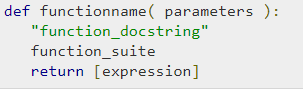 def functionname( parameters ):
   "function_docstring"
   function_suite
   return [expression]